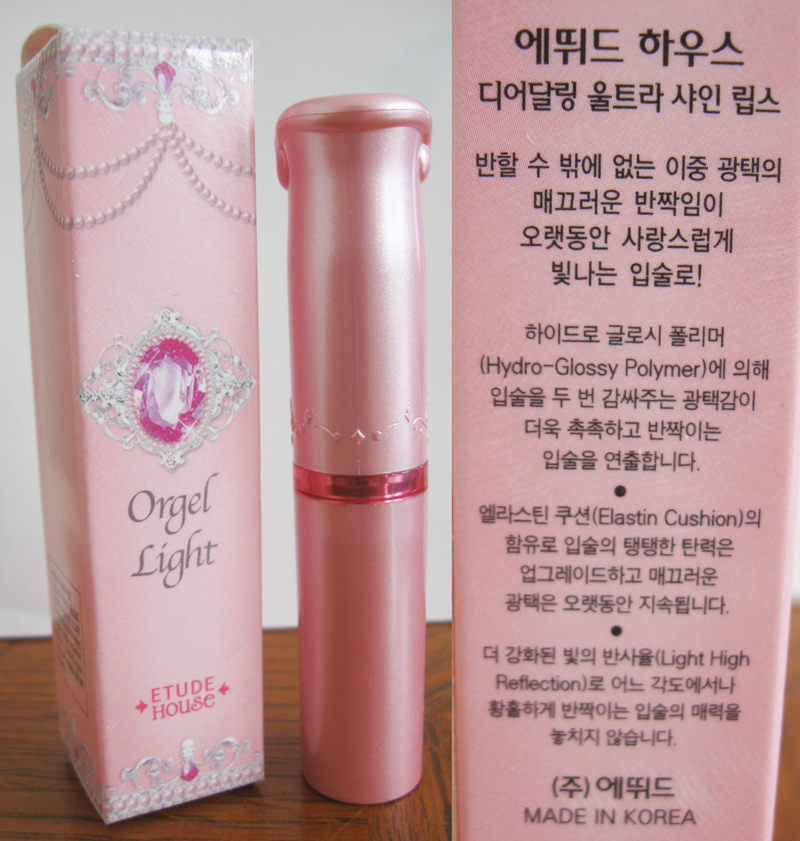 Orgel
Light
ETUDE
HOUSE
에뛰드 하우스
디어달링 울트라 샤인 립스
반할 수 밖에 없는 이중 광택의
매끄러운 반짝임이
오랫동안 사랑스럽게
빛나는 입술로!
하이드로 글로시 폴리머
(Hydro-Glossy Polymer)에 의해
입술을 두 번 감싸주는 광택감이
더욱 촉촉하고 반짝이는
입술을 연출합니다.
엘라스틴 쿠션(Elastin Cushion)의
함유로 입술의 탱탱한 탄력은
업그레이드하고 매끄러운
광택은 오랫동안 지속됩니다.
더 강화된 빛의 반사율(Light High
Reflection)로 어느 각도에서나
황홀하게 반짝이는 입술의 매력을
놓치지 않습니다.
(주) 에뛰드
MADE IN KOREA